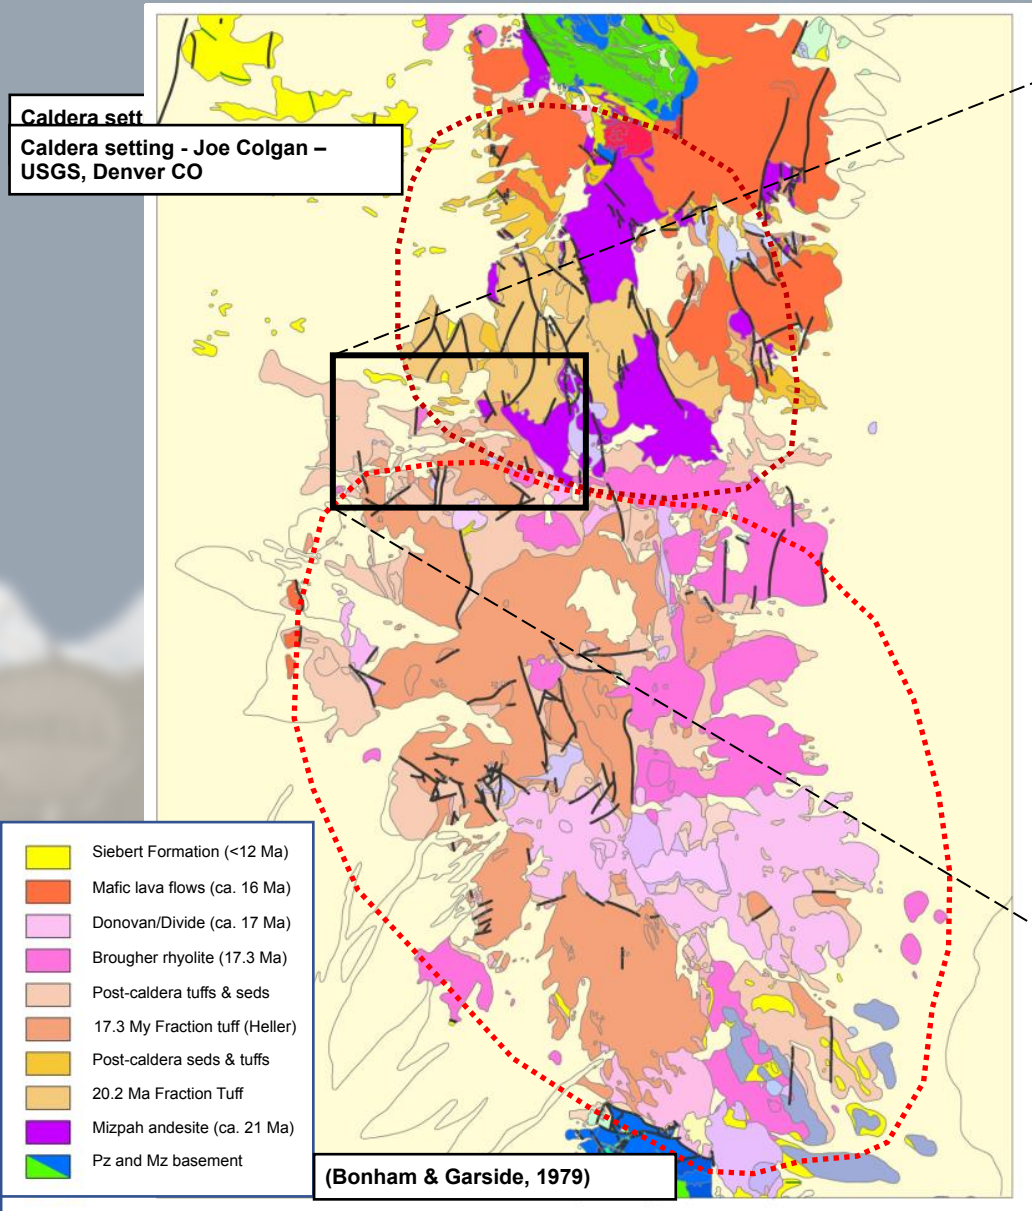 Caldera sett
Caldera setting - Joe Colgan –
USGS, Denver CO
Siebert Formation (<12 Ma)
Mafic lava flows (ca. 16 Ma)
Donovan/Divide (ca. 17 Ma)
Brougher rhyolite (17.3 Ma)
Post-caldera tuffs & seds
17.3 My Fraction tuff (Heller)
Post-caldera seds & tuffs
20.2 Ma Fraction Tuff
Mizpah andesite (ca. 21 Ma)
Pz and Mz basement
(Bonham & Garside, 1979)